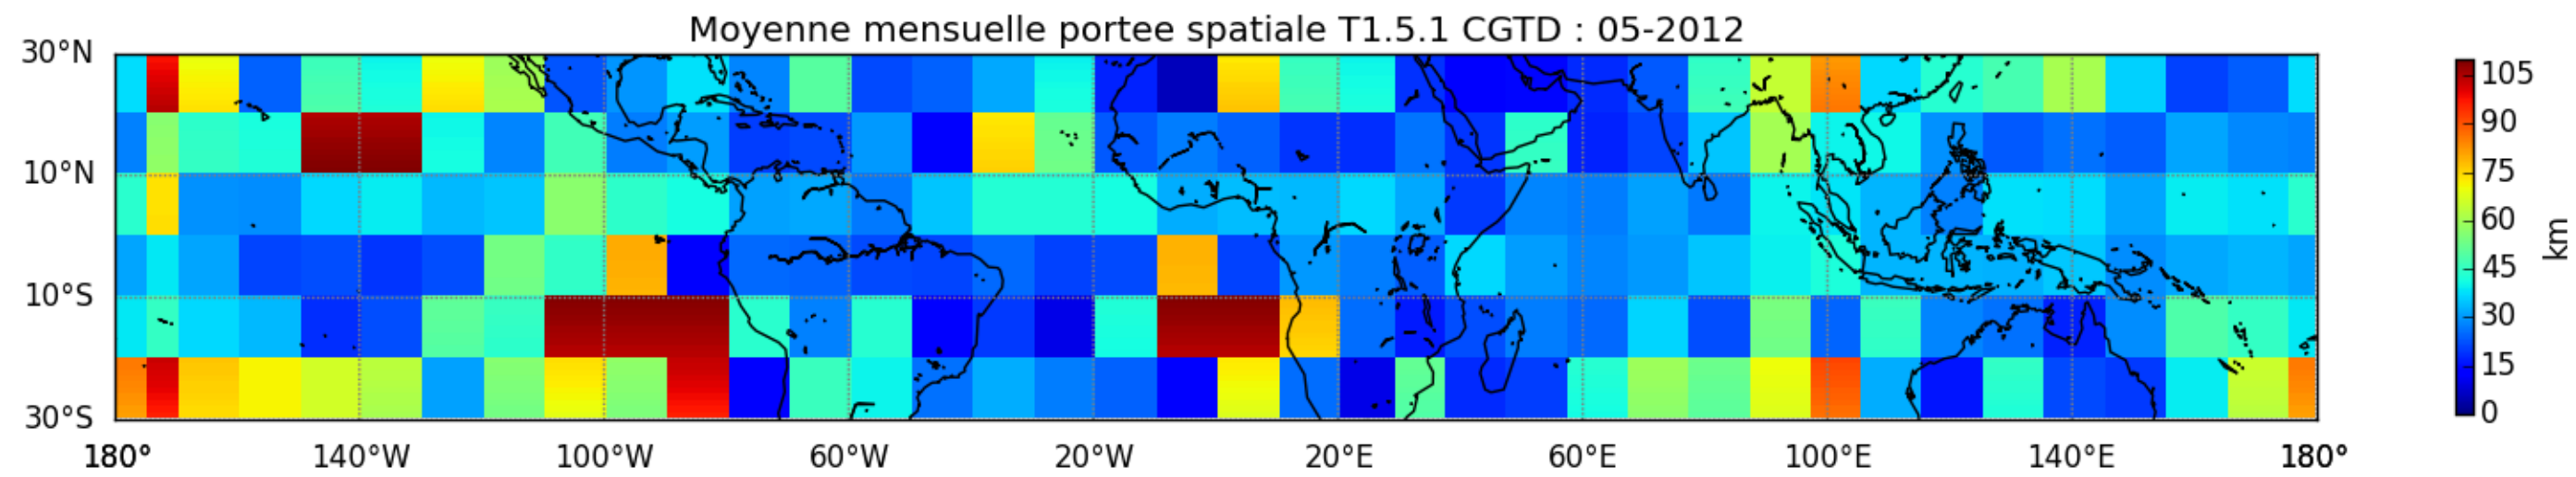 Moyenne mensuelle portee spatiale T1.5.1 CGTD : 05-2012
30°N
10°N
10°S
30°S
180° 140°W 100°W 60°W 20°W 20°E 60°E 100°E 140°E 180°
105
90
75
60
45
30
15
0
km